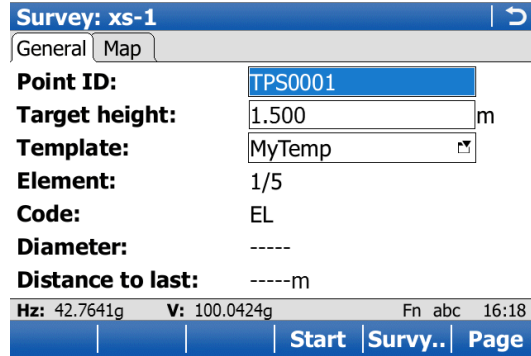 Survey: xs-1
General Map
Point ID: TPS0001
Target height: 1.500 m
Template: MyTemp
Element: 1/5
Code: EL
Diameter: -----
Distance to last: -----m
Hz: 42.7641g V: 100.0424g Fn abc 16:18
Start Survy.. Page